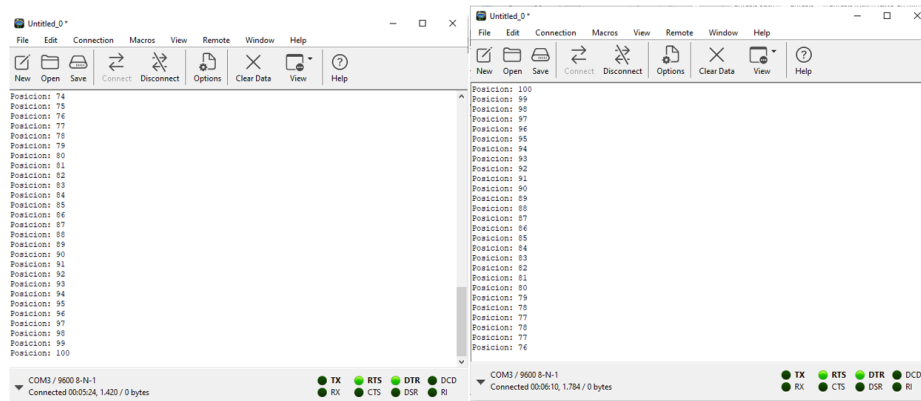 Untitled_0 *
File Edit Connection Macros View Remote Window Help
New Open Save Connect Disconnect Options Clear Data View Help
Posicion: 74
Posicion: 75
Posicion: 76
Posicion: 77
Posicion: 78
Posicion: 79
Posicion: 80
Posicion: 81
Posicion: 82
Posicion: 83
Posicion: 84
Posicion: 85
Posicion: 86
Posicion: 87
Posicion: 88
Posicion: 89
Posicion: 90
Posicion: 91
Posicion: 92
Posicion: 93
Posicion: 94
Posicion: 95
Posicion: 96
Posicion: 97
Posicion: 98
Posicion: 99
Posicion: 100
COM3 / 9600 8-N-1
Connected 00:05:24, 1.420 / 0 bytes
TX RTS DTR DCD
RX CTS DSR RI
Untitled_0 *
File Edit Connection Macros View Remote Window Help
New Open Save Connect Disconnect Options Clear Data View Help
Posicion: 100
Posicion: 99
Posicion: 98
Posicion: 97
Posicion: 96
Posicion: 95
Posicion: 94
Posicion: 93
Posicion: 92
Posicion: 91
Posicion: 90
Posicion: 89
Posicion: 88
Posicion: 87
Posicion: 86
Posicion: 85
Posicion: 84
Posicion: 83
Posicion: 82
Posicion: 81
Posicion: 80
Posicion: 79
Posicion: 78
Posicion: 77
Posicion: 78
Posicion: 77
Posicion: 76
COM3 / 9600 8-N-1
Connected 00:06:10, 1.784 / 0 bytes
TX RTS DTR DCD
RX CTS DSR RI